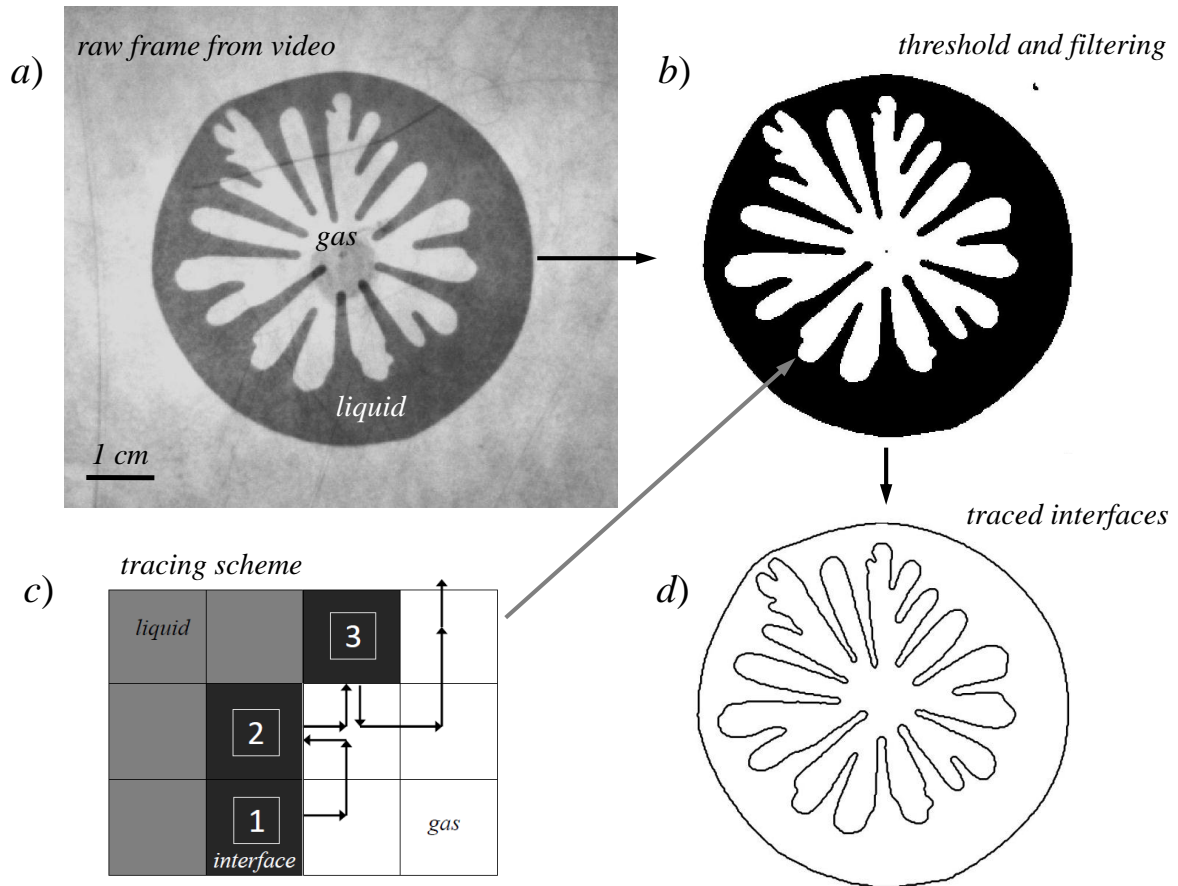 raw frame from video
a)
gas
liquid
1 cm
threshold and filtering
b)
tracing scheme
c)
liquid
3
2
1
interface
gas
traced interfaces
d)